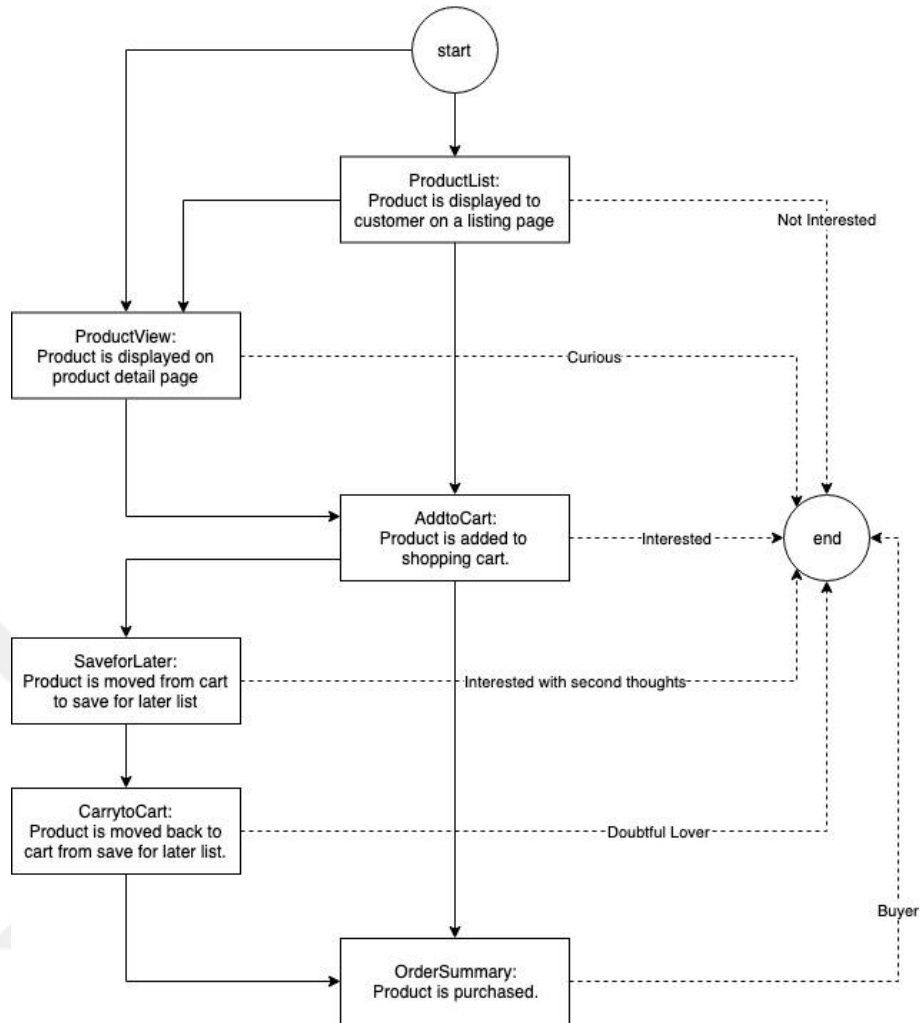 start
ProductList:
Product is displayed to
customer on a listing page
Not Interested
ProductView:
Product is displayed on
product detail page
Curious
AddtoCart:
Product is added to
shopping cart.
Interested
end
SaveforLater:
Product is moved from cart
to save for later list
Interested with second thoughts
CarrytoCart:
Product is moved back to
cart from save for later list.
Doubtful Lover
Buyer
OrderSummary:
Product is purchased.